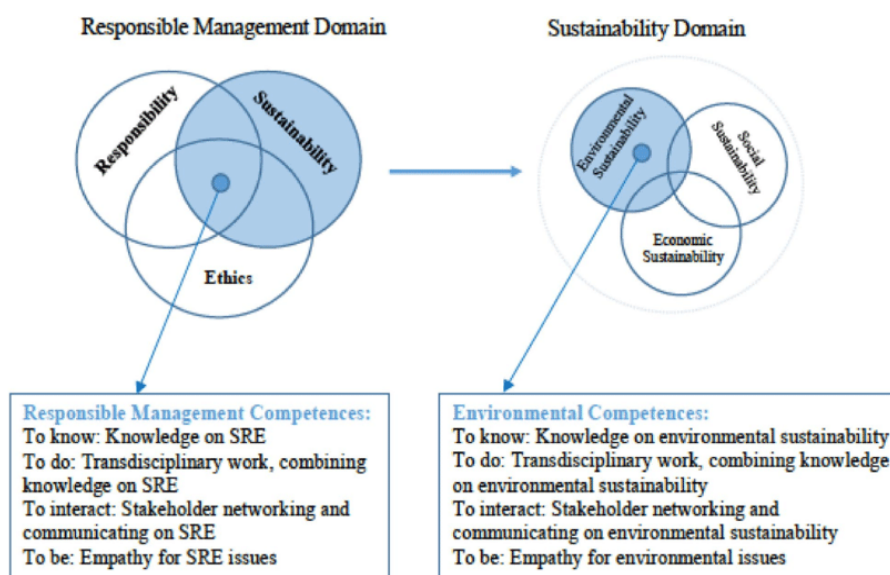 Responsible Management Domain
Sustainability Domain
Responsibility
Sustainability
Ethics
Environmental
Sustainability
Social
Sustainability
Economic
Sustainability
Responsible Management Competences:
To know: Knowledge on SRE
To do: Transdisciplinary work, combining
knowledge on SRE
To interact: Stakeholder networking and
communicating on SRE
To be: Empathy for SRE issues
Environmental Competences:
To know: Knowledge on environmental sustainability
To do: Transdisciplinary work, combining knowledge
on environmental sustainability
To interact: Stakeholder networking and
communicating on environmental sustainability
To be: Empathy for environmental issues